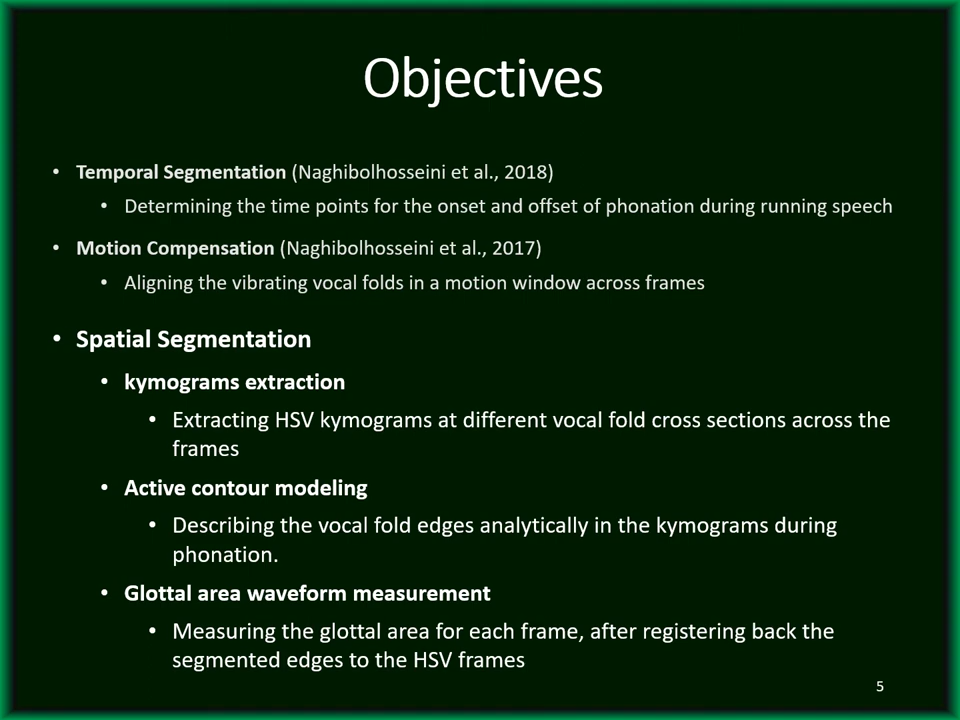 Objectives
• Temporal Segmentation (Naghibolhosseini et al., 2018)
• Determining the time points for the onset and offset of phonation during running speech
• Motion Compensation (Naghibolhosseini et al., 2017)
• Aligning the vibrating vocal folds in a motion window across frames
• Spatial Segmentation
• kymograms extraction
• Extracting HSV kymograms at different vocal fold cross sections across the
frames
• Active contour modeling
• Describing the vocal fold edges analytically in the kymograms during
phonation.
• Glottal area waveform measurement
• Measuring the glottal area for each frame, after registering back the
segmented edges to the HSV frames
5